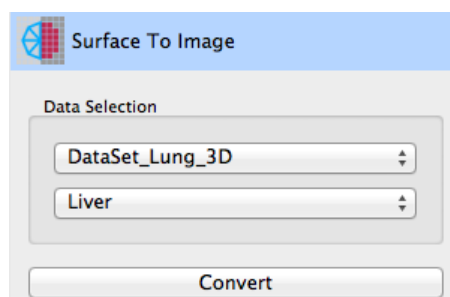 Surface To Image
Data Selection
DataSet_Lung_3D
Liver
Convert